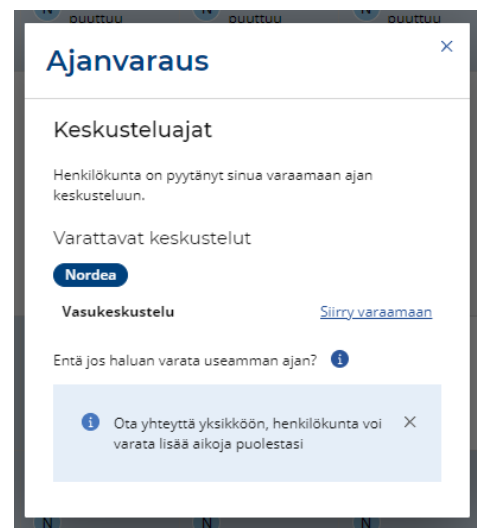 N puuttuu N puuttuu N puuttuu
Ajanvaraus
Keskusteluajat
Henkilökunta on pyytänyt sinua varaamaan ajan
keskusteluun.
Varattavat keskustelut
Nordea
Vasukeskustelu Siirry varaamaan
Entä jos haluan varata useamman ajan?
Ota yhteyttä yksikköön, henkilökunta voi
varata lisää aikoja puolestasi
N N N